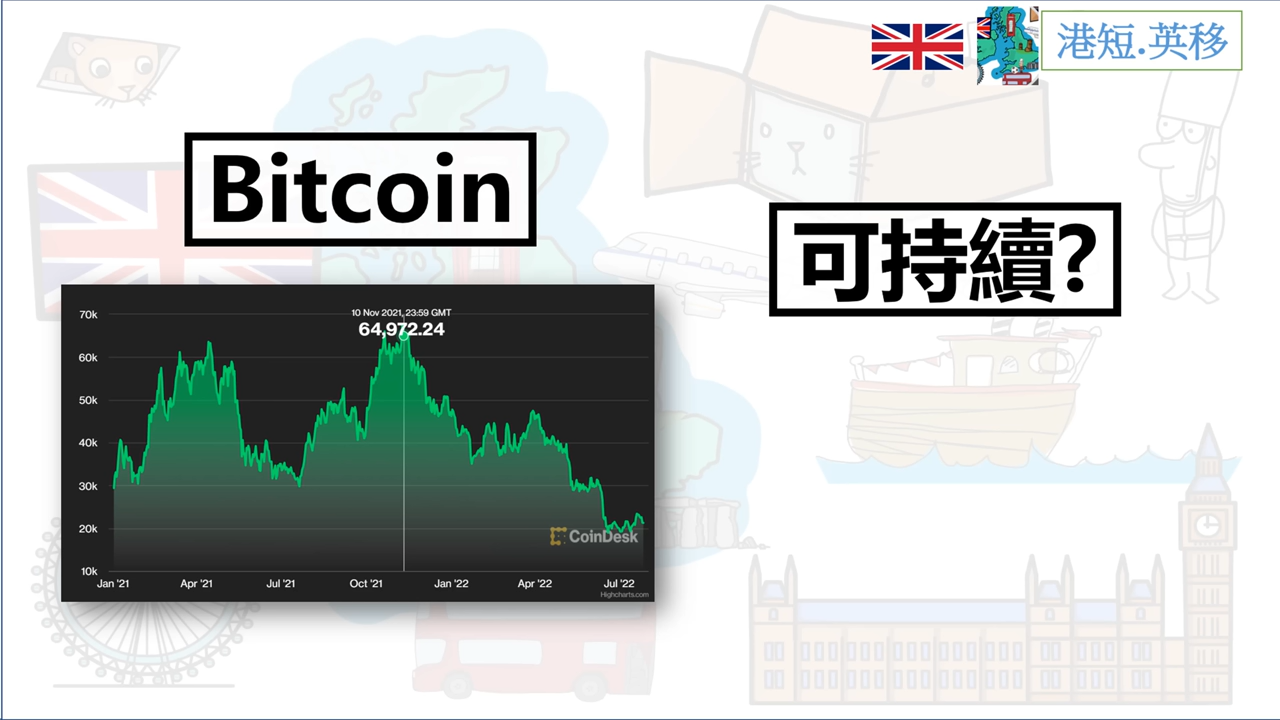 港短.英移
Bitcoin
可持續?
10 Nov 2021, 23:59 GMT
64,972.24
70k
60k
50k
40k
30k
20k
10k
CoinDesk
Jan '21
Apr '21
Jul '21
Oct '21
Jan '22
Apr '22
Jul '22
Highcharts.com